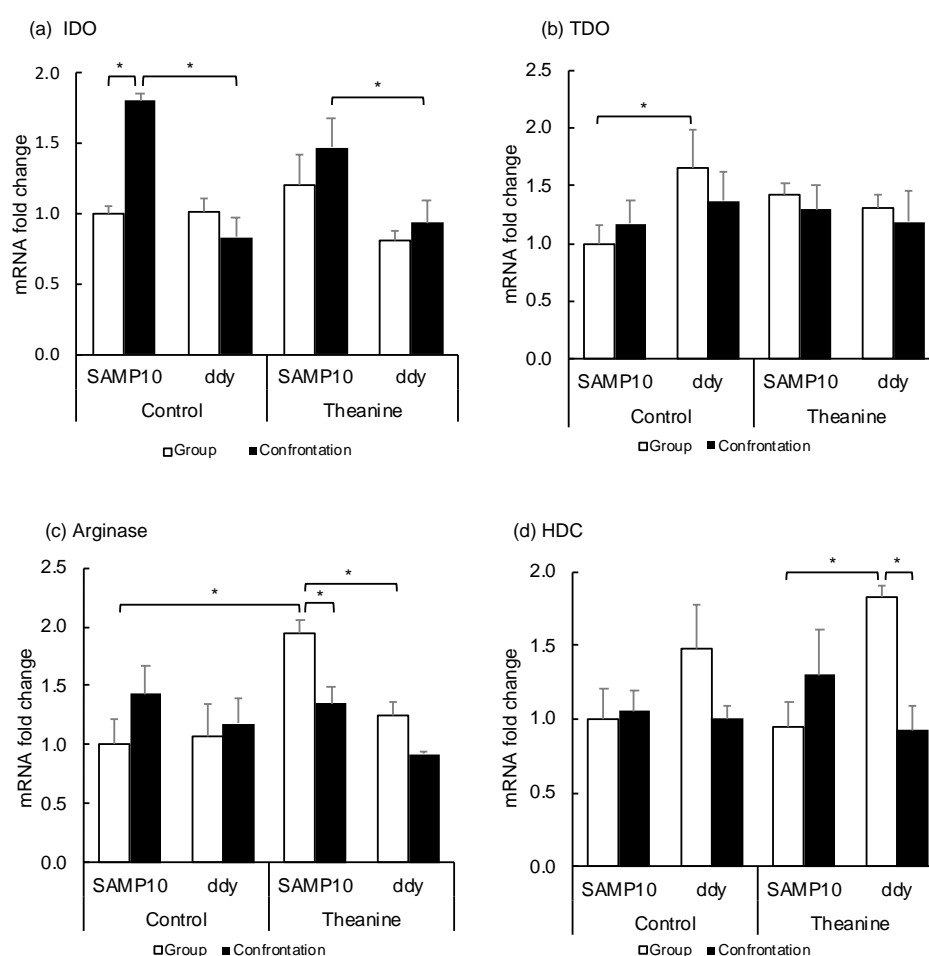 (a) IDO
mRNA fold change
2.0
1.5
1.0
0.5
0.0
*
*
*
SAMP10 ddy SAMP10 ddy
Control Theanine
Group Confrontation
(b) TDO
mRNA fold change
2.5
2.0
1.5
1.0
0.5
0.0
*
SAMP10 ddy SAMP10 ddy
Control Theanine
Group Confrontation
(c) Arginase
mRNA fold change
2.5
2.0
1.5
1.0
0.5
0.0
*
*
*
SAMP10 ddy SAMP10 ddy
Control Theanine
Group Confrontation
(d) HDC
mRNA fold change
2.0
1.5
1.0
0.5
0.0
*
*
SAMP10 ddy SAMP10 ddy
Control Theanine
Group Confrontation